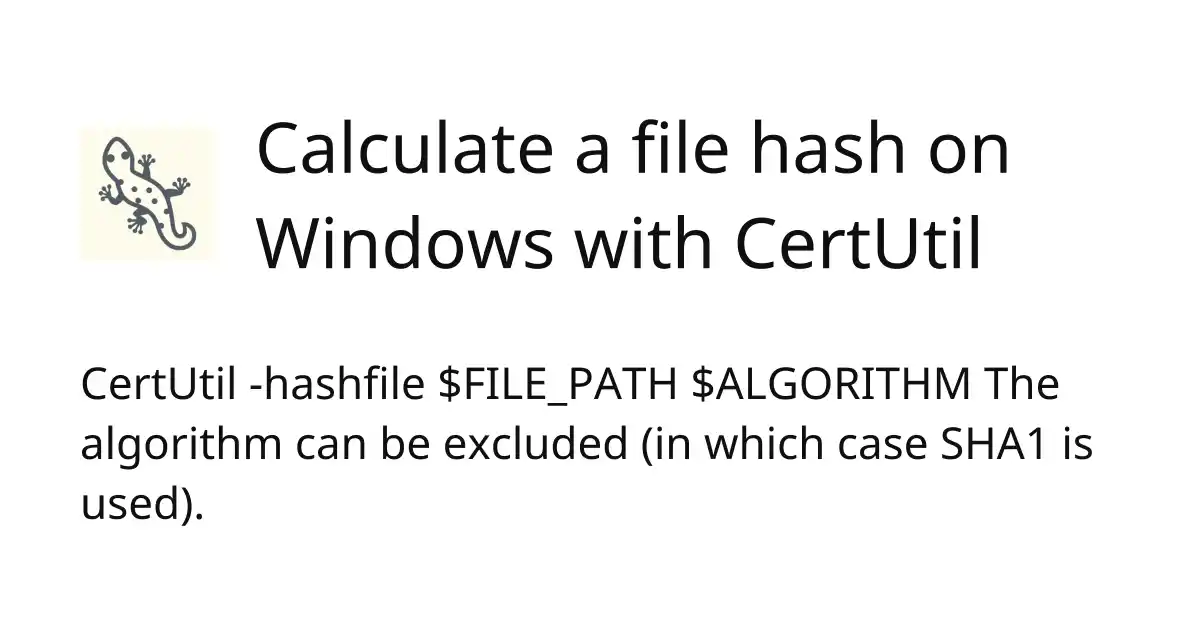 Calculate a file hash on
Windows with CertUtil
CertUtil -hashfile $FILE_PATH $ALGORITHM The
algorithm can be excluded (in which case SHA1 is
used).